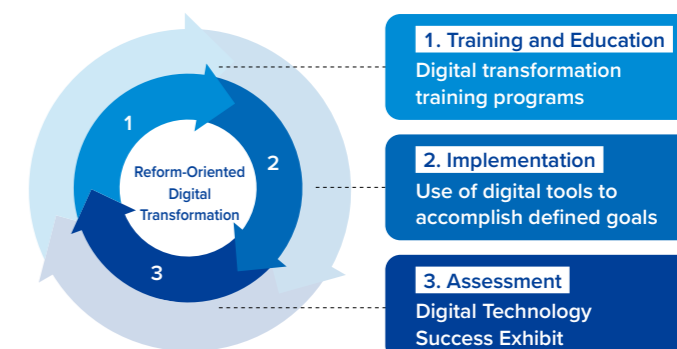 1
2
3
Reform-Oriented
Digital
Transformation
1. Training and Education
Digital transformation
training programs
2. Implementation
Use of digital tools to
accomplish defined goals
3. Assessment
Digital Technology
Success Exhibit